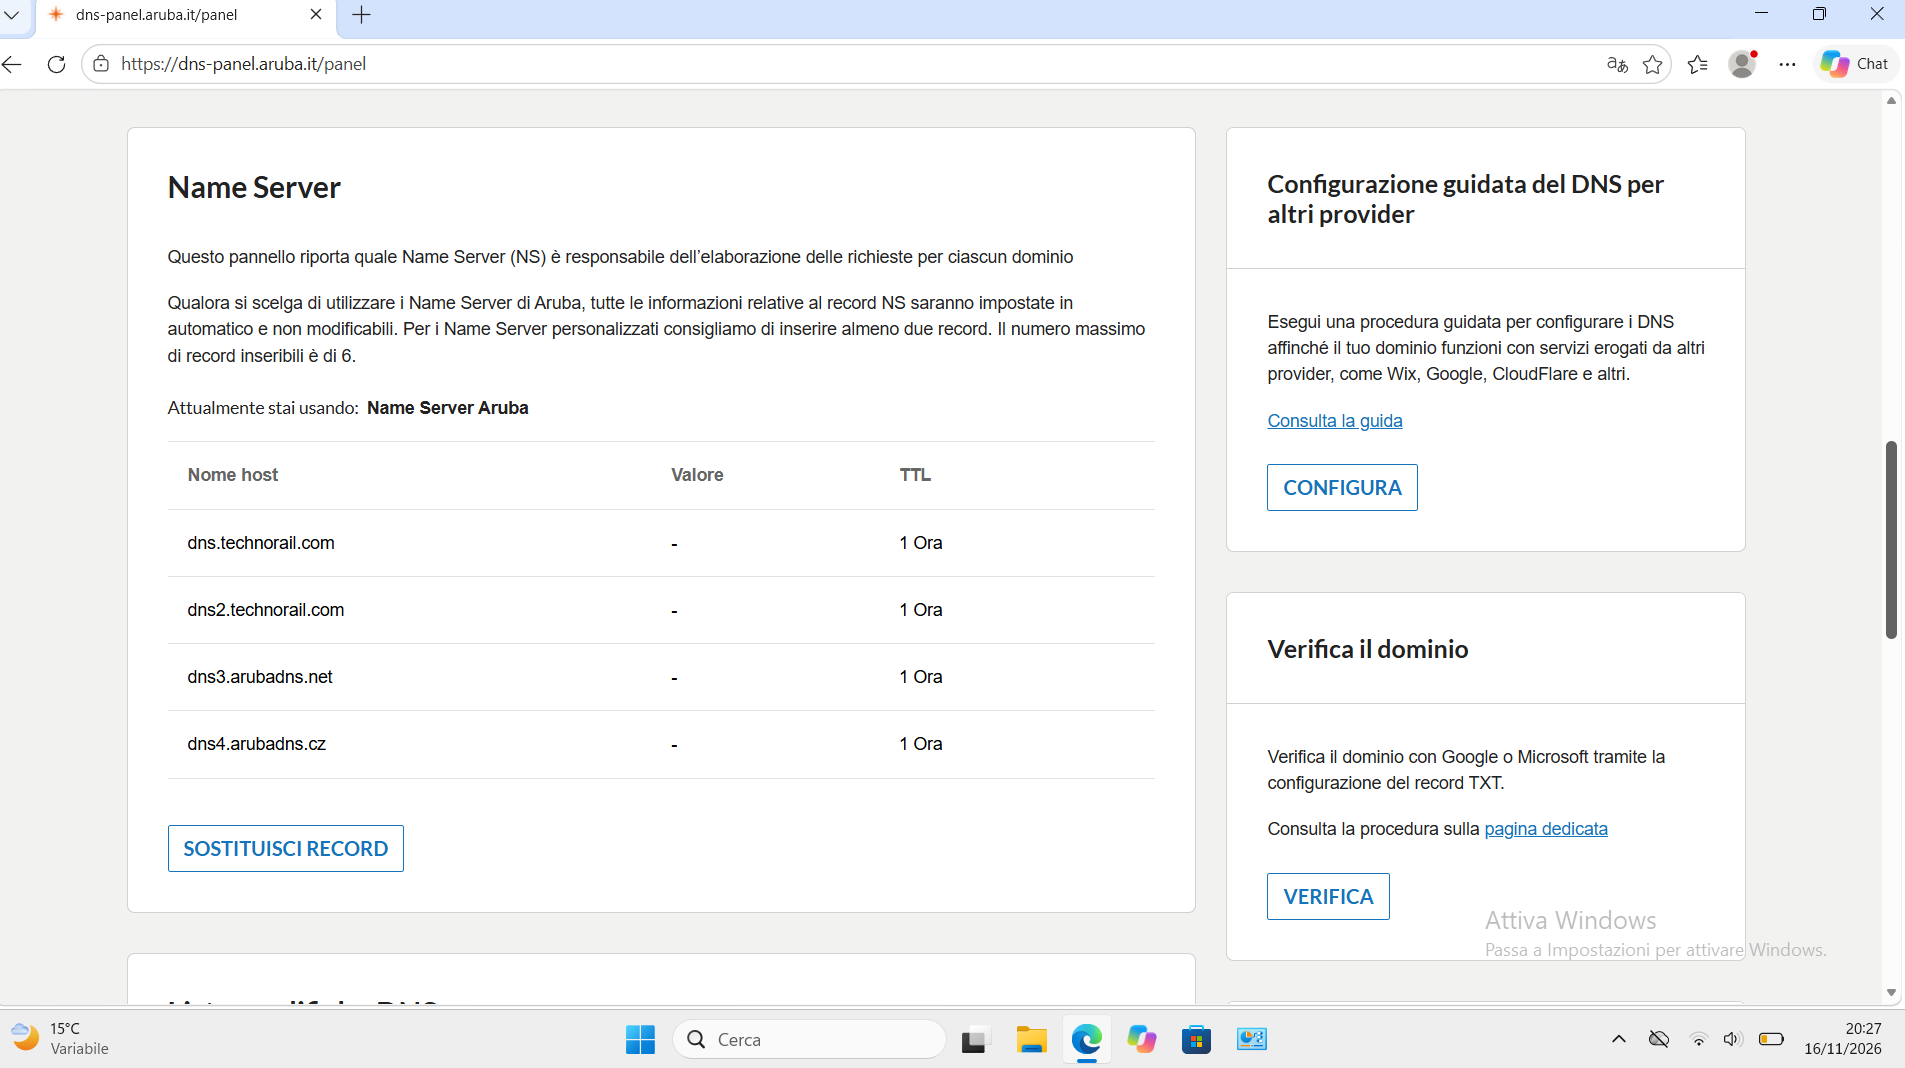 dns-panel.aruba.it/panel
https://dns-panel.aruba.it/panel
Chat
Name Server
Questo pannello riporta quale Name Server (NS) è responsabile dell'elaborazione delle richieste per ciascun dominio
Qualora si scelga di utilizzare i Name Server di Aruba, tutte le informazioni relative al record NS saranno impostate in
automatico e non modificabili. Per i Name Server personalizzati consigliamo di inserire almeno due record. Il numero massimo
di record inseribili è di 6.
Attualmente stai usando: Name Server Aruba
Nome host Valore TTL
dns.technorail.com - 1 Ora
dns2.technorail.com - 1 Ora
dns3.arubadns.net - 1 Ora
dns4.arubadns.cz - 1 Ora
SOSTITUISCI RECORD
Configurazione guidata del DNS per
altri provider
Esegui una procedura guidata per configurare i DNS
affinché il tuo dominio funzioni con servizi erogati da altri
provider, come Wix, Google, CloudFlare e altri.
Consulta la guida
CONFIGURA
Verifica il dominio
Verifica il dominio con Google o Microsoft tramite la
configurazione del record TXT.
Consulta la procedura sulla pagina dedicata
VERIFICA
Attiva Windows
Passa a Impostazioni per attivare Windows.
15°C
Variabile
Cerca
20:27
16/11/2026